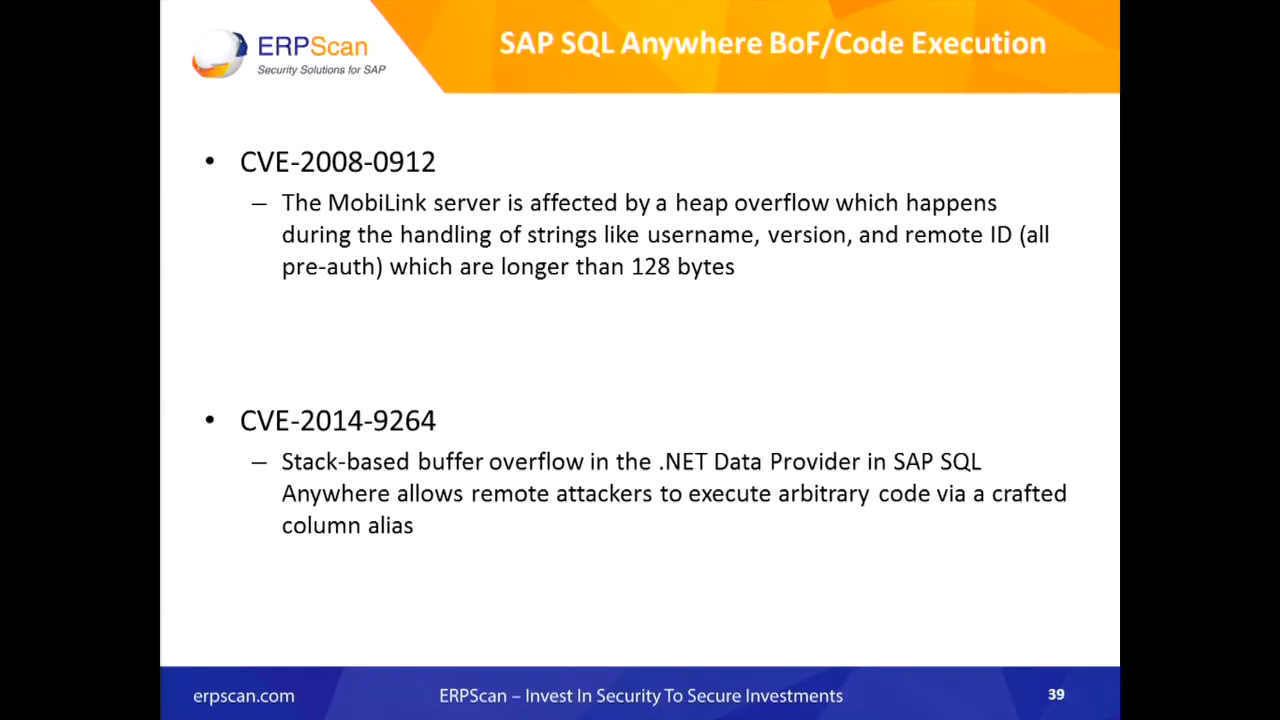 ERPScan
Security Solutions for SAP
SAP SQL Anywhere BoF/Code Execution
• CVE-2008-0912
– The MobiLink server is affected by a heap overflow which happens
during the handling of strings like username, version, and remote ID (all
pre-auth) which are longer than 128 bytes
• CVE-2014-9264
– Stack-based buffer overflow in the .NET Data Provider in SAP SQL
Anywhere allows remote attackers to execute arbitrary code via a crafted
column alias
erpscan.com
ERPScan – Invest In Security To Secure Investments
39